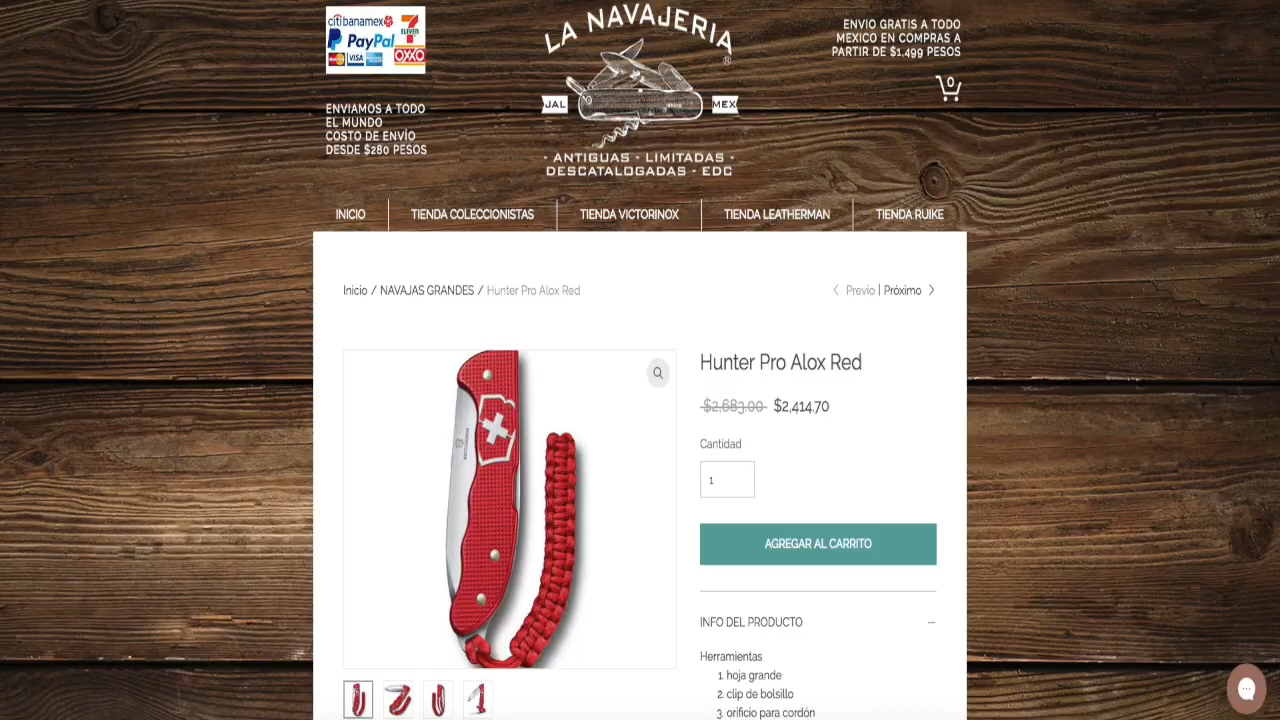 citibanamex
7 ELEVEN
PayPal
VISA
OXXO
ENVIAMOS A TODO
EL MUNDO
COSTO DE ENVÍO
DESDE $280 PESOS
LA NAVAJERIA
®
JAL
MEX
- ANTIGUAS - LIMITADAS -
DESCATALOGADAS - EDC
ENVIO GRATIS A TODO
MEXICO EN COMPRAS A
PARTIR DE $1,499 PESOS
0
INICIO
TIENDA COLECCIONISTAS
TIENDA VICTORINOX
TIENDA LEATHERMAN
TIENDA RUIKE
Inicio / NAVAJAS GRANDES / Hunter Pro Alox Red
Previo | Próximo
VICTORINOX
Hunter Pro Alox Red
$2,683.00 $2,414.70
Cantidad
1
AGREGAR AL CARRITO
INFO DEL PRODUCTO
Herramientas
1. hoja grande
2. clip de bolsillo
3. orificio para cordón